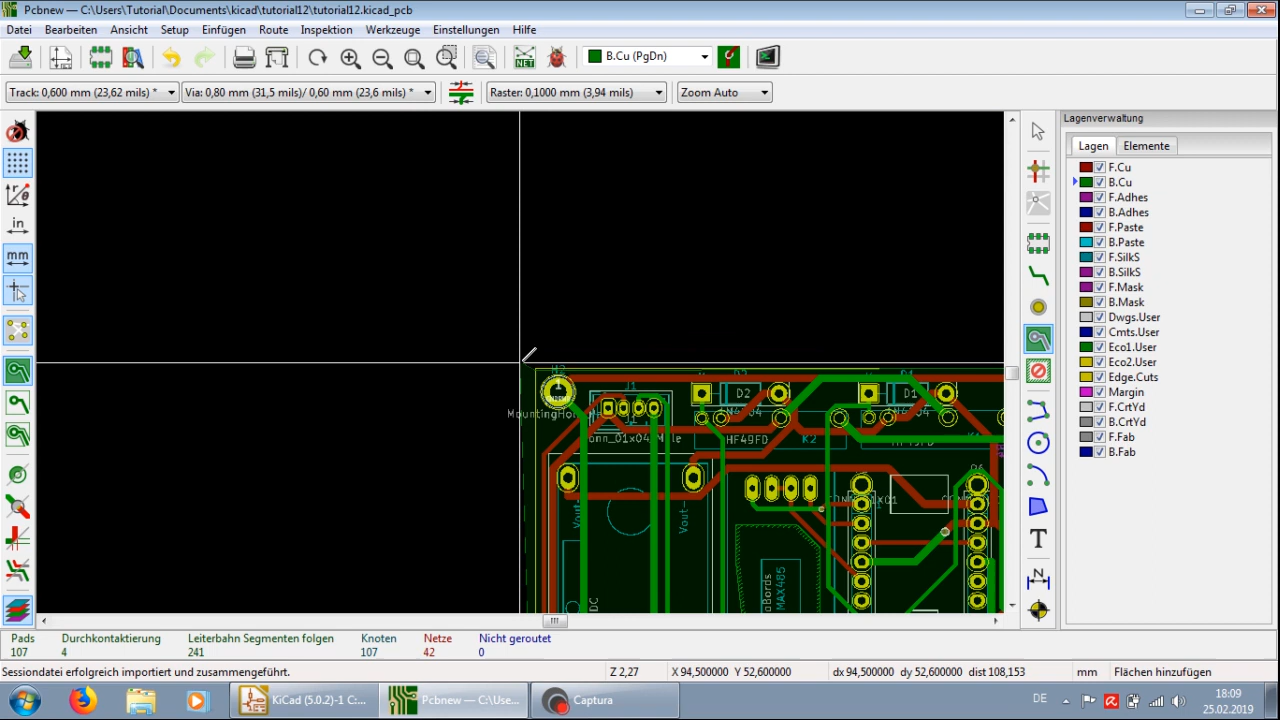 Pcbnew — C:\Users\Tutorial\Documents\kicad\tutorial12\tutorial12.kicad_pcb
Datei Bearbeiten Ansicht Setup Einfügen Route Inspektion Werkzeuge Einstellungen Hilfe
NET B.Cu (PgDn)
Track: 0,600 mm (23,62 mils) * Via: 0,80 mm (31,5 mils)/ 0,60 mm (23,6 mils) * Raster: 0,1000 mm (3,94 mils) Zoom Auto
Lagenverwaltung
Lagen Elemente
F.Cu
B.Cu
F.Adhes
B.Adhes
F.Paste
B.Paste
F.SilkS
B.SilkS
F.Mask
B.Mask
Dwgs.User
Cmts.User
Eco1.User
Eco2.User
Edge.Cuts
Margin
F.CrtYd
B.CrtYd
F.Fab
B.Fab
in
mm
T
N
1
J1
D2
D1
D2
D1
HF49FD
K2
HF49FD
Vout-
MAX485
Pads Durchkontaktierung Leiterbahn Segmenten folgen Knoten Netze Nicht geroutet
107 4 241 107 42 0
Sessiondatei erfolgreich importiert und zusammengeführt. Z 2,27 X 94,500000 Y 52,600000 dx 94,500000 dy 52,600000 dist 108,153 mm Flächen hinzufügen
KiCad (5.0.2)-1 C:... Pcbnew — C:\Use... Captura DE 18:09
25.02.2019